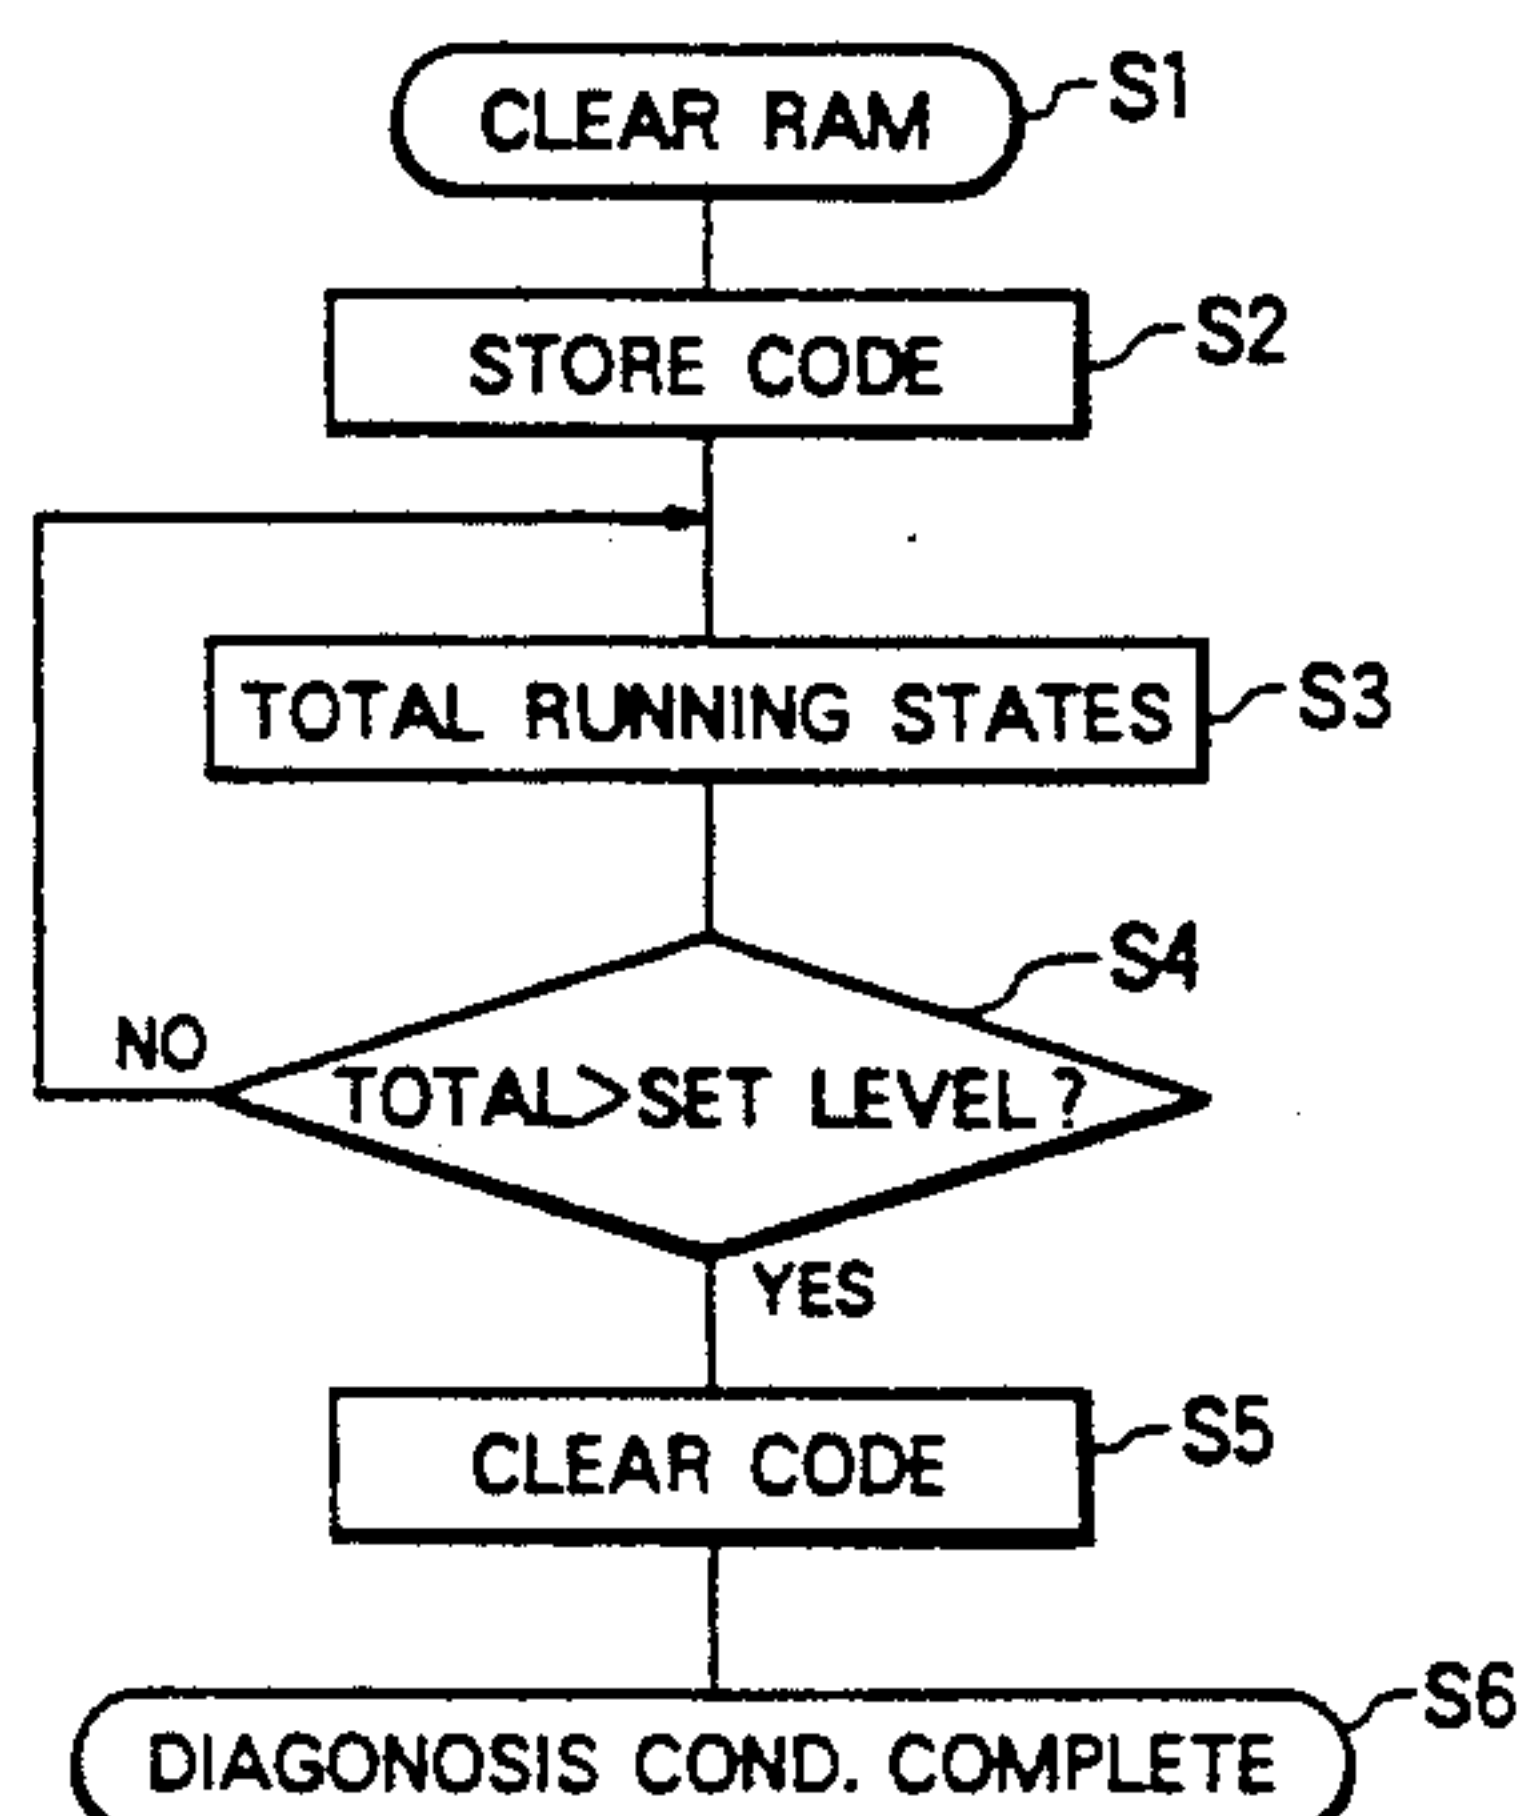 CLEAR RAM
S1
STORE CODE
S2
TOTAL RUNNING STATES
S3
S4
NO
TOTAL>SET LEVEL?
YES
CLEAR CODE
S5
S6
DIAGONOSIS COND. COMPLETE